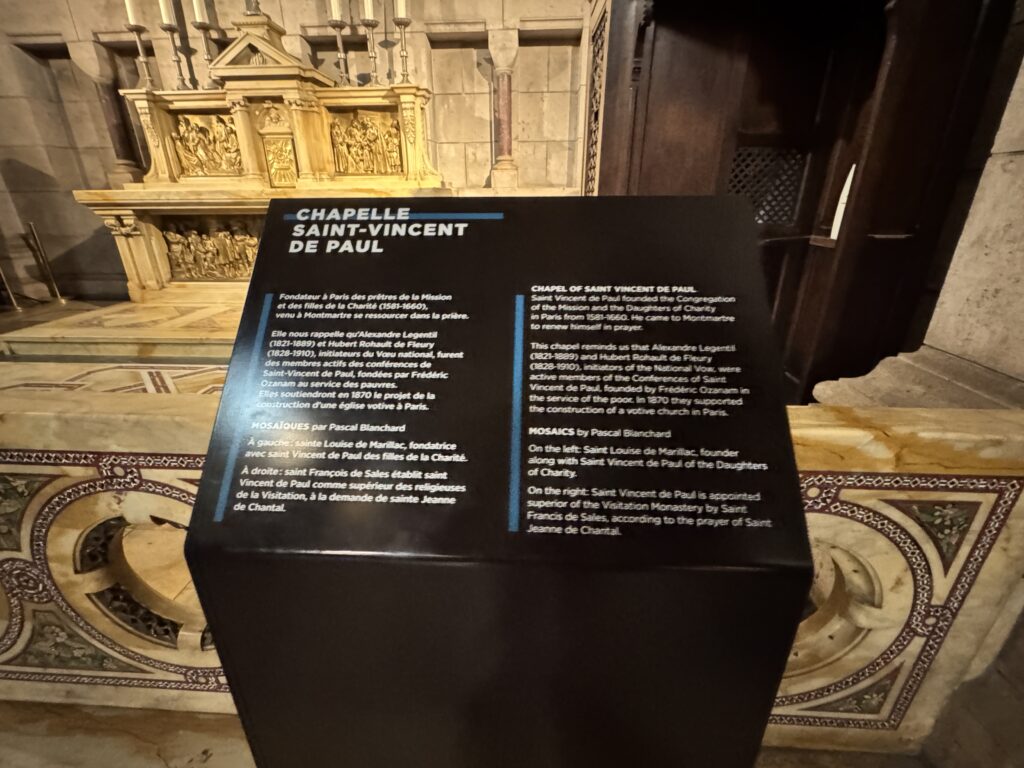 CHAPELLE
SAINT-VINCENT
DE PAUL
Fondateur à Paris des prêtres de la Mission
et des filles de la Charité (1581-1660),
venu à Montmartre se ressourcer dans la prière.
Elle nous rappelle qu'Alexandre Legentil
(1821-1889) et Hubert Rohault de Fleury
(1828-1910), initiateurs du Vœu national, furent
des membres actifs des conférences de
Saint-Vincent de Paul, fondées par Frédéric
Ozanam au service des pauvres.
Elles soutiendront en 1870 le projet de la
construction d'une église votive à Paris.
MOSAÏQUES par Pascal Blanchard
À gauche : sainte Louise de Marillac, fondatrice
avec saint Vincent de Paul des filles de la Charité.
À droite : saint François de Sales établit saint
Vincent de Paul comme supérieur des religieuses
de la Visitation, à la demande de sainte Jeanne
de Chantal.
CHAPEL OF SAINT VINCENT DE PAUL
Saint Vincent de Paul founded the Congregation
of the Mission and the Daughters of Charity
in Paris from 1581-1660. He came to Montmartre
to renew himself in prayer.
This chapel reminds us that Alexandre Legentil
(1821-1889) and Hubert Rohault de Fleury
(1828-1910), initiators of the National Vow, were
active members of the Conferences of Saint
Vincent de Paul, founded by Frédéric Ozanam in
the service of the poor. In 1870 they supported
the construction of a votive church in Paris.
MOSAICS by Pascal Blanchard
On the left: Saint Louise de Marillac, founder
along with Saint Vincent de Paul of the Daughters
of Charity.
On the right: Saint Vincent de Paul is appointed
superior of the Visitation Monastery by Saint
Francis de Sales, according to the prayer of Saint
Jeanne de Chantal.